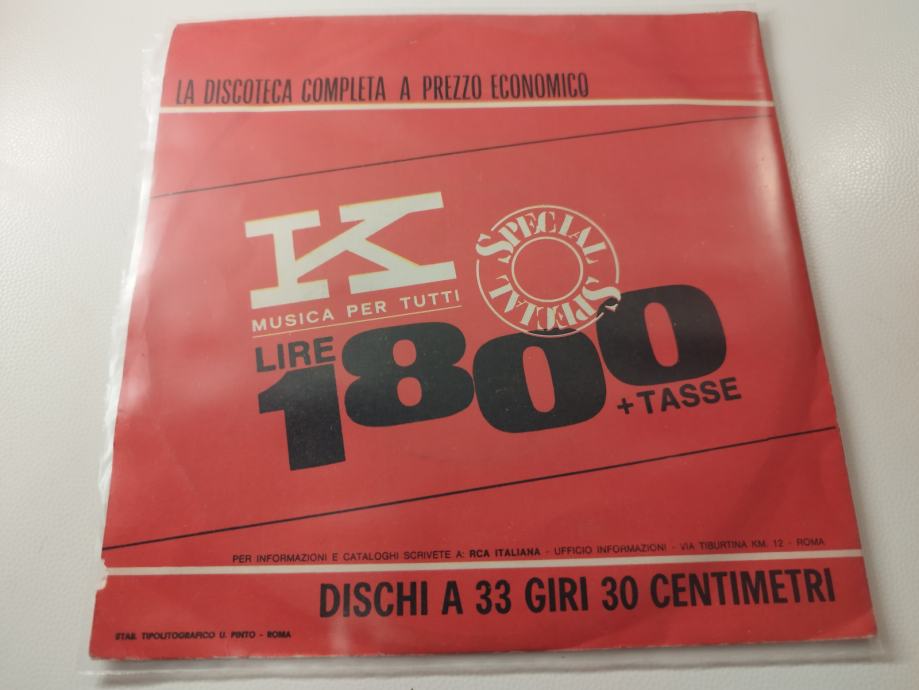 LA DISCOTECA COMPLETA A PREZZO ECONOMICO
K
SPECIAL SPECIAL
MUSICA PER TUTTI
LIRE
1800
+TASSE
PER INFORMAZIONI E CATALOGHI SCRIVETE A: RCA ITALIANA - UFFICIO INFORMAZIONI - VIA TIBURTINA KM. 12 - ROMA
DISCHI A 33 GIRI 30 CENTIMETRI
STAB. TIPOLITOGRAFICO U. PINTO - ROMA